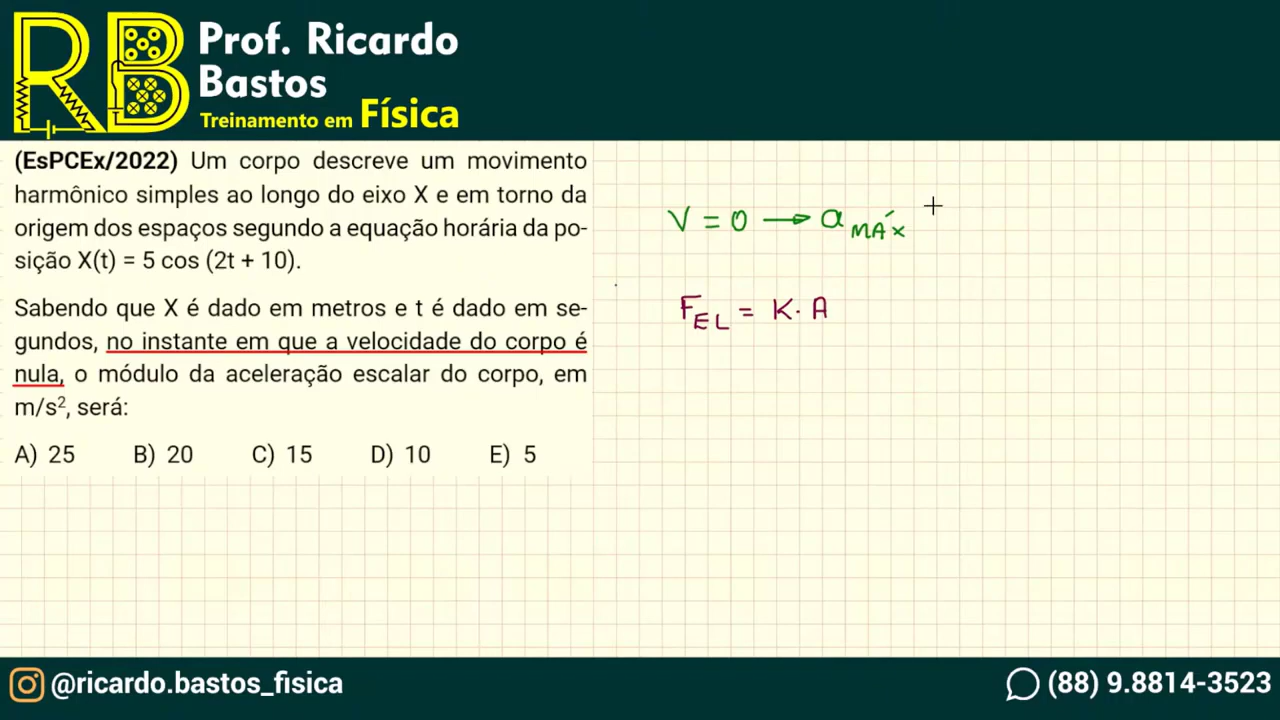 RB
Prof. Ricardo
Bastos
Treinamento em Física
(EsPCEx/2022) Um corpo descreve um movimento
harmônico simples ao longo do eixo X e em torno da
origem dos espaços segundo a equação horária da po-
sição X(t) = 5 cos (2t + 10).
Sabendo que X é dado em metros e t é dado em se-
gundos, no instante em que a velocidade do corpo é
nula, o módulo da aceleração escalar do corpo, em
m/s², será:
A) 25 B) 20 C) 15 D) 10 E) 5
V = 0 → a MÁX
F EL = K · A
@ricardo.bastos_fisica
(88) 9.8814-3523